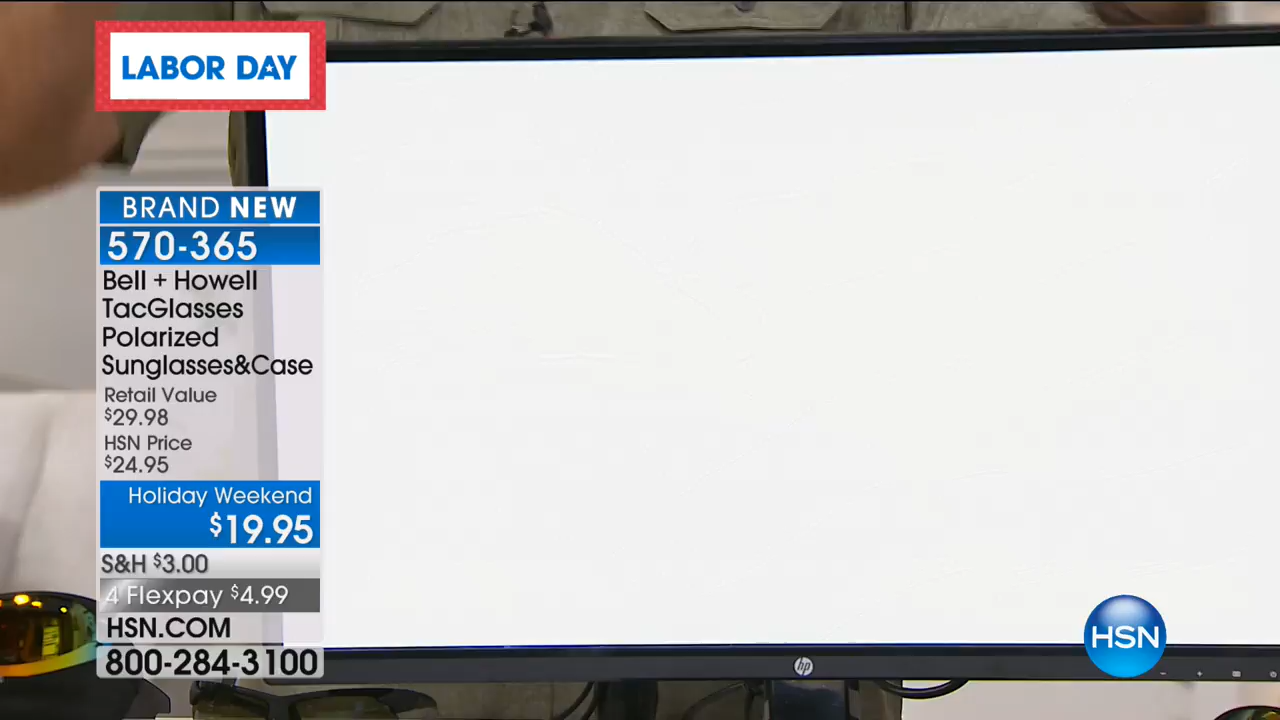 LABOR DAY
BRAND NEW
570-365
Bell + Howell
TacGlasses
Polarized
Sunglasses&Case
Retail Value
$29.98
HSN Price
$24.95
Holiday Weekend
$19.95
S&H $3.00
4 Flexpay $4.99
HSN.COM
800-284-3100
HSN
hp